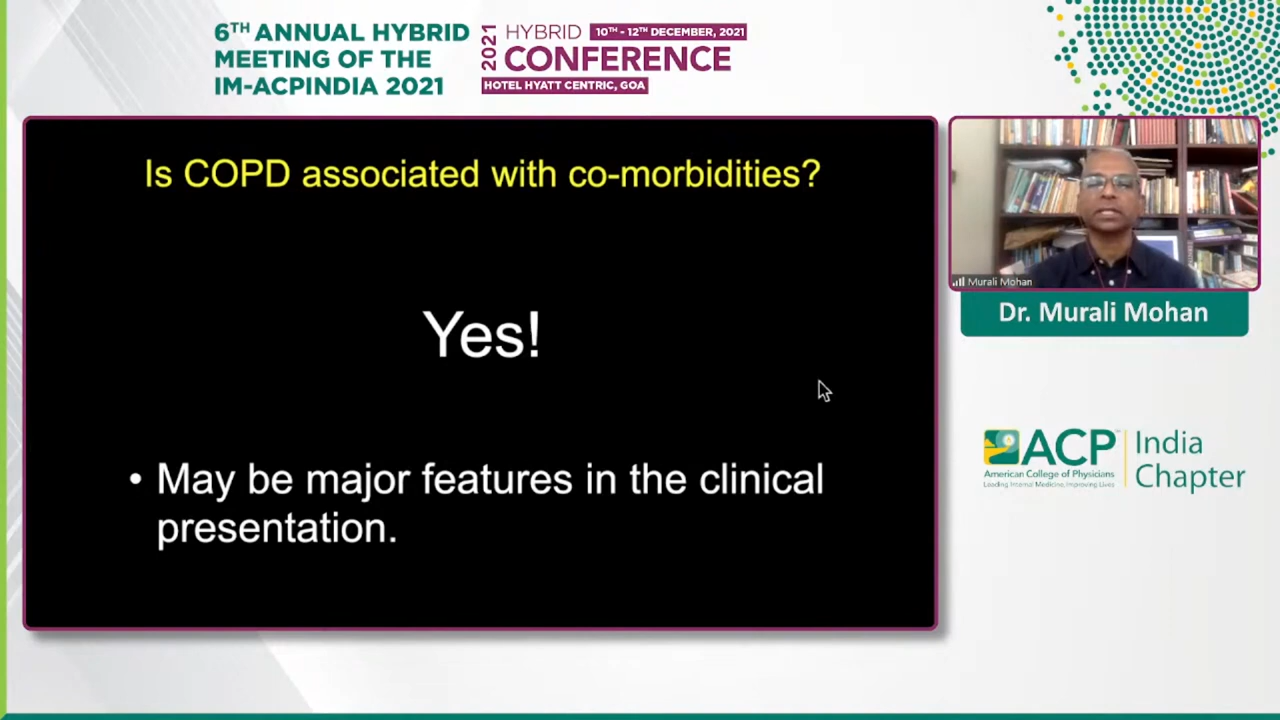 6TH ANNUAL HYBRID
MEETING OF THE
IM-ACPINDIA 2021
2021
HYBRID 10TH - 12TH DECEMBER, 2021
CONFERENCE
HOTEL HYATT CENTRIC, GOA
Is COPD associated with co-morbidities?
Yes!
• May be major features in the clinical
presentation.
Murali Mohan
Dr. Murali Mohan
ACP
American College of Physicians
Leading Internal Medicine, Improving Lives
India
Chapter